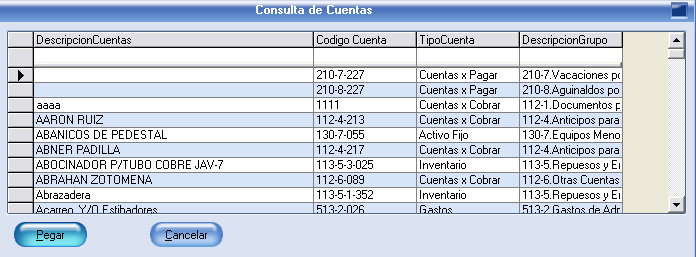 Consulta de Cuentas
DescripcionCuentas Codigo Cuenta TipoCuenta DescripcionGrupo
210-7-227 Cuentas x Pagar 210-7.Vacaciones po
210-8-227 Cuentas x Pagar 210-8.Aguinaldos po
aaaa 1111 Cuentas x Cobrar 112-1.Documentos p
AARON RUIZ 112-4-213 Cuentas x Cobrar 112-4.Anticipos para
ABANICOS DE PEDESTAL 130-7-055 Activo Fijo 130-7.Equipos Meno
ABNER PADILLA 112-4-217 Cuentas x Cobrar 112-4.Anticipos para
ABOCINADOR P/TUBO COBRE JAV-7 113-5-3-025 Inventario 113-5.Repuesos y En
ABRAHAN ZOTOMENA 112-6-089 Cuentas x Cobrar 112-6.Otras Cuentas
Abrazadera 113-5-1-352 Inventario 113-5.Repuesos y En
Acarreo Y/O Estibadores 513-2-026 Gastos 513-2.Gastos de Adm
Pegar Cancelar